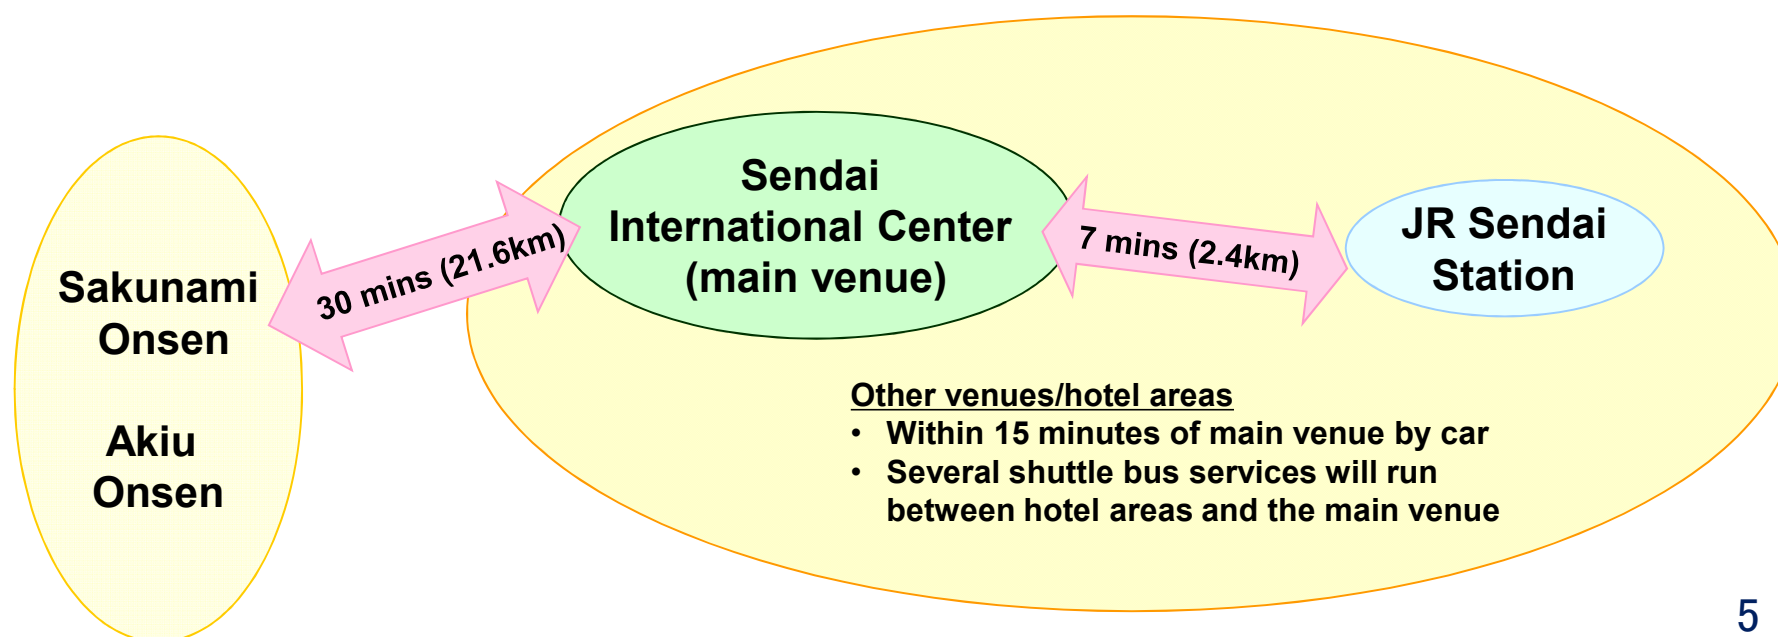 Sendai
International Center
(main venue)
JR Sendai
Station
30 mins (21.6km)
7 mins (2.4km)
Sakunami
Onsen
Akiu
Onsen
Other venues/hotel areas
• Within 15 minutes of main venue by car
• Several shuttle bus services will run
between hotel areas and the main venue
5